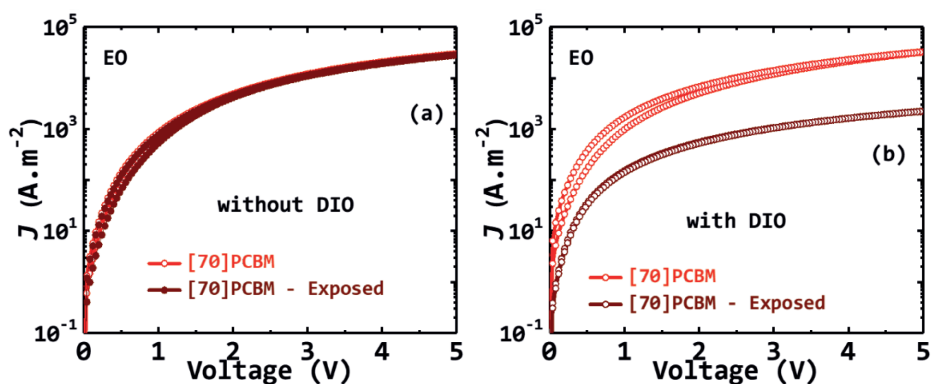 10^5
EO
(a)
10^3
J (A.m^-2)
10^1
without DIO
[70]PCBM
[70]PCBM - Exposed
10^-1
0 1 2 3 4 5
Voltage (V)
10^5
EO
10^3
(b)
J (A.m^-2)
10^1
with DIO
[70]PCBM
[70]PCBM - Exposed
10^-1
0 1 2 3 4 5
Voltage (V)